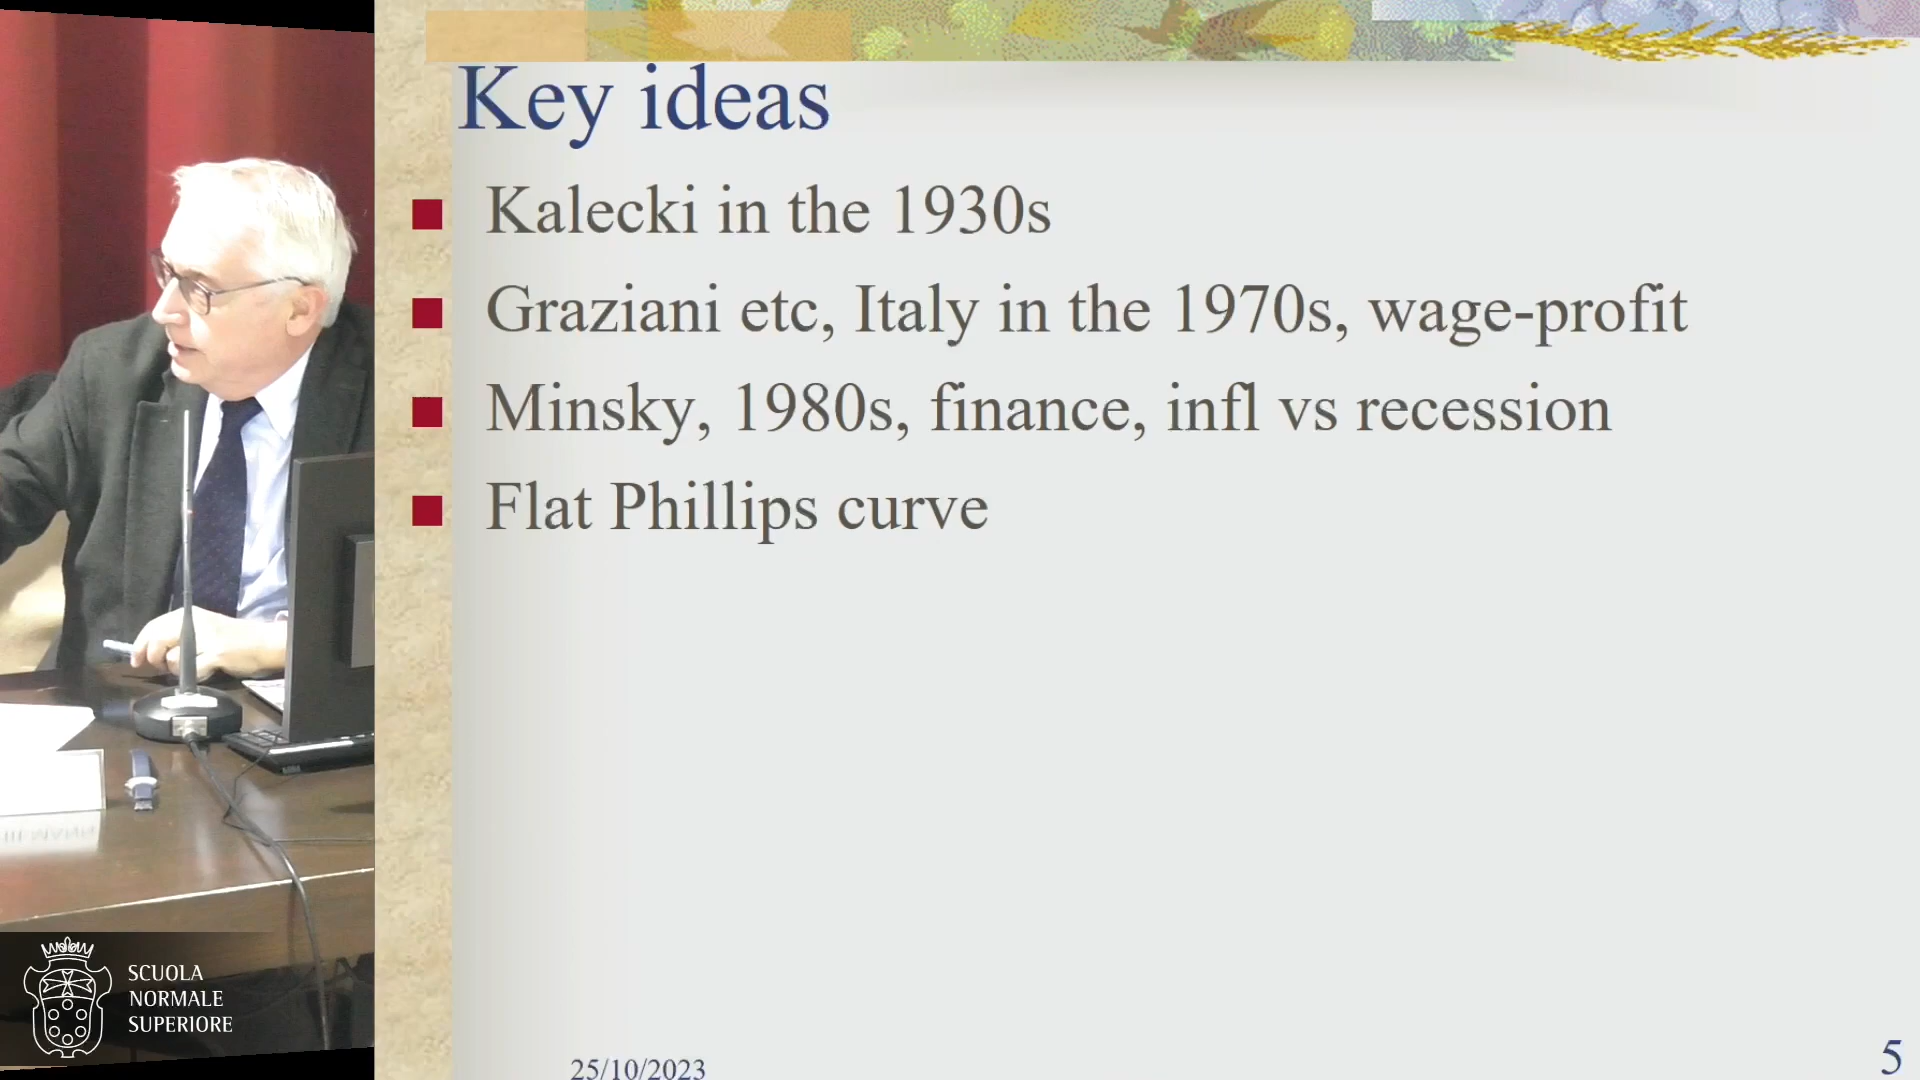 Key ideas
Kalecki in the 1930s
Graziani etc, Italy in the 1970s, wage-profit
Minsky, 1980s, finance, infl vs recession
Flat Phillips curve
SCUOLA
NORMALE
SUPERIORE
25/10/2023
5